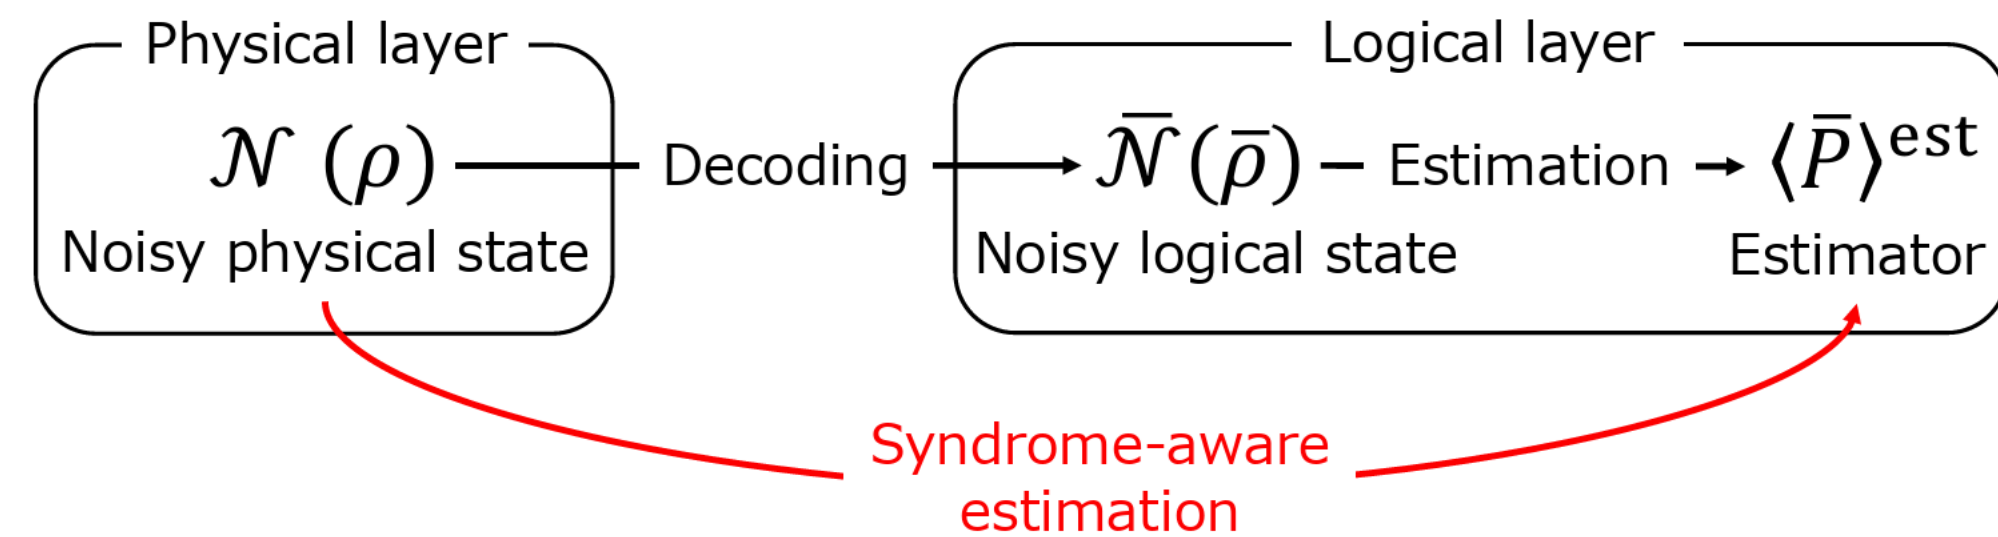 Physical layer
Logical layer
𝒩 (ρ)
Decoding
𝒩̅(ρ̅)
Estimation
⟨P̅⟩ᵉˢᵗ
Noisy physical state
Noisy logical state
Estimator
Syndrome-aware
estimation